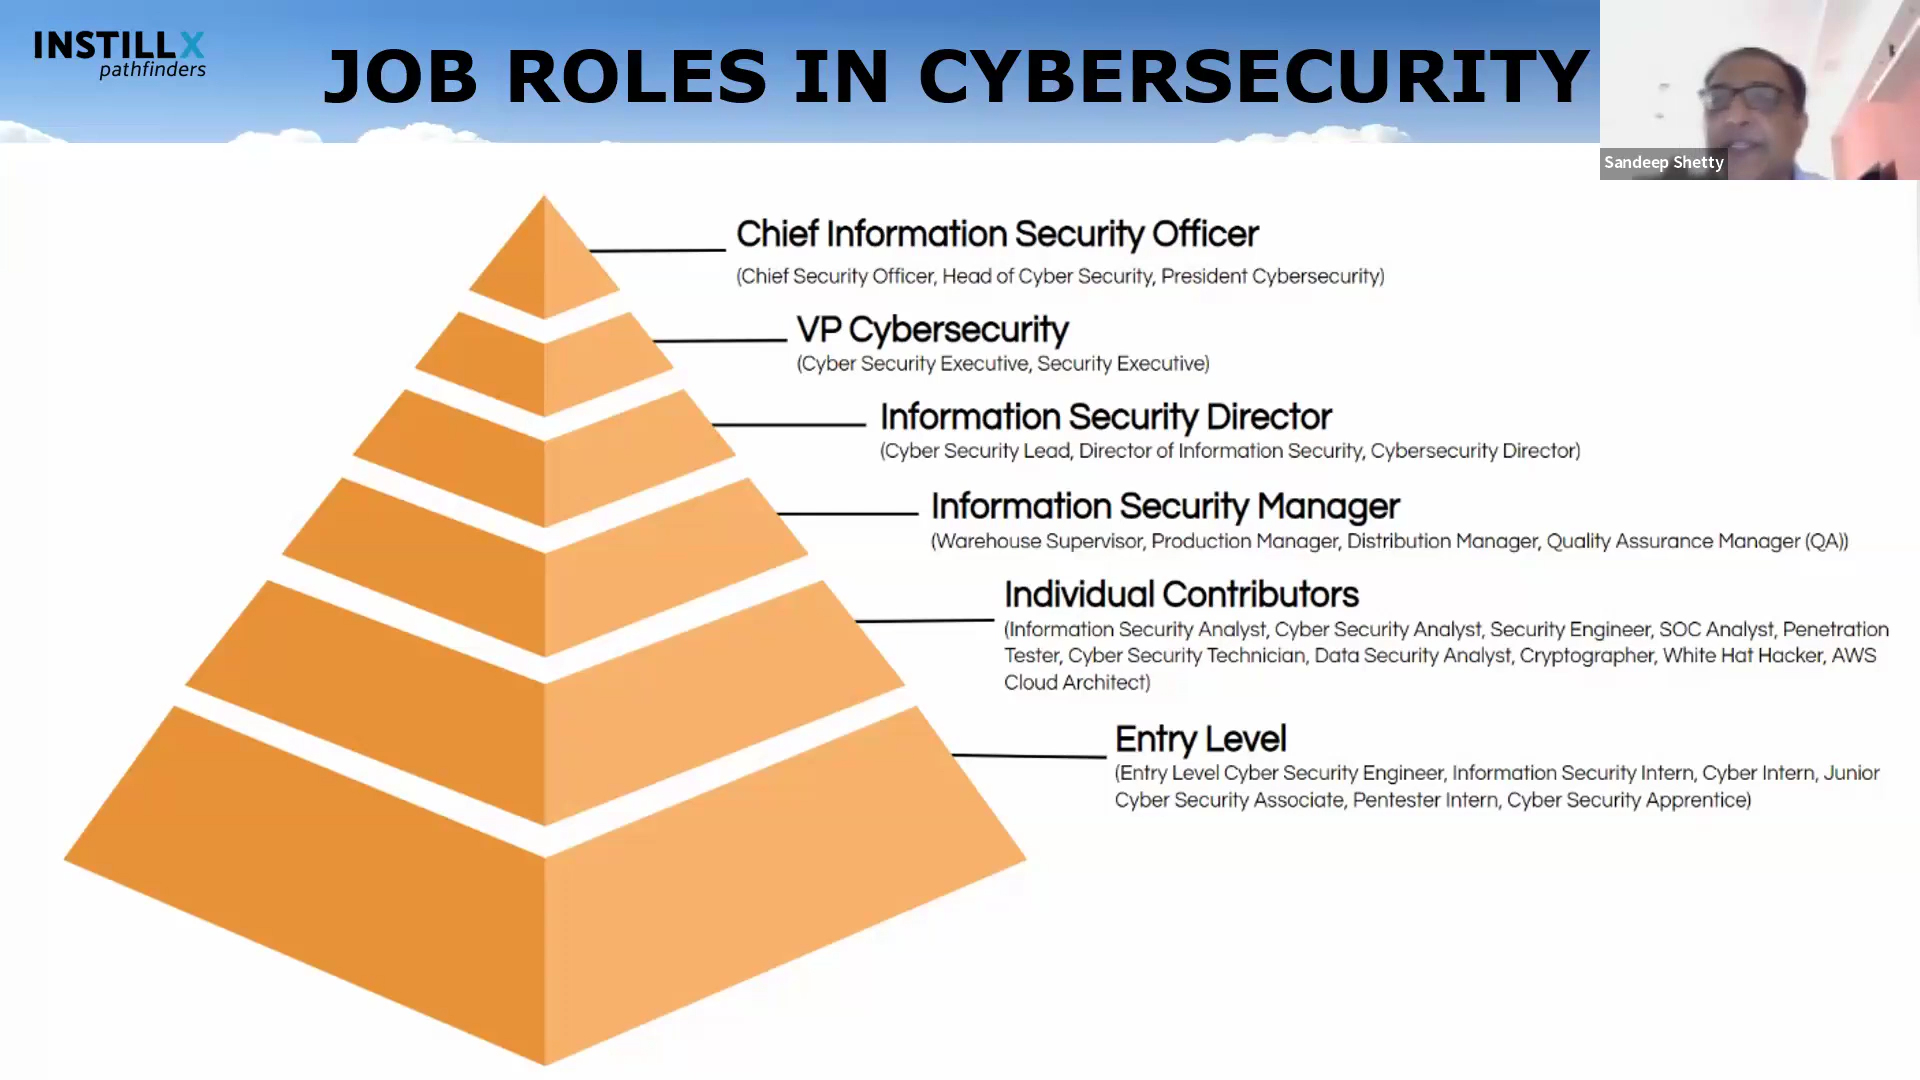 INSTILLX
pathfinders
JOB ROLES IN CYBERSECURITY
Sandeep Shetty
Chief Information Security Officer
(Chief Security Officer, Head of Cyber Security, President Cybersecurity)
VP Cybersecurity
(Cyber Security Executive, Security Executive)
Information Security Director
(Cyber Security Lead, Director of Information Security, Cybersecurity Director)
Information Security Manager
(Warehouse Supervisor, Production Manager, Distribution Manager, Quality Assurance Manager (QA))
Individual Contributors
(Information Security Analyst, Cyber Security Analyst, Security Engineer, SOC Analyst, Penetration
Tester, Cyber Security Technician, Data Security Analyst, Cryptographer, White Hat Hacker, AWS
Cloud Architect)
Entry Level
(Entry Level Cyber Security Engineer, Information Security Intern, Cyber Intern, Junior
Cyber Security Associate, Pentester Intern, Cyber Security Apprentice)